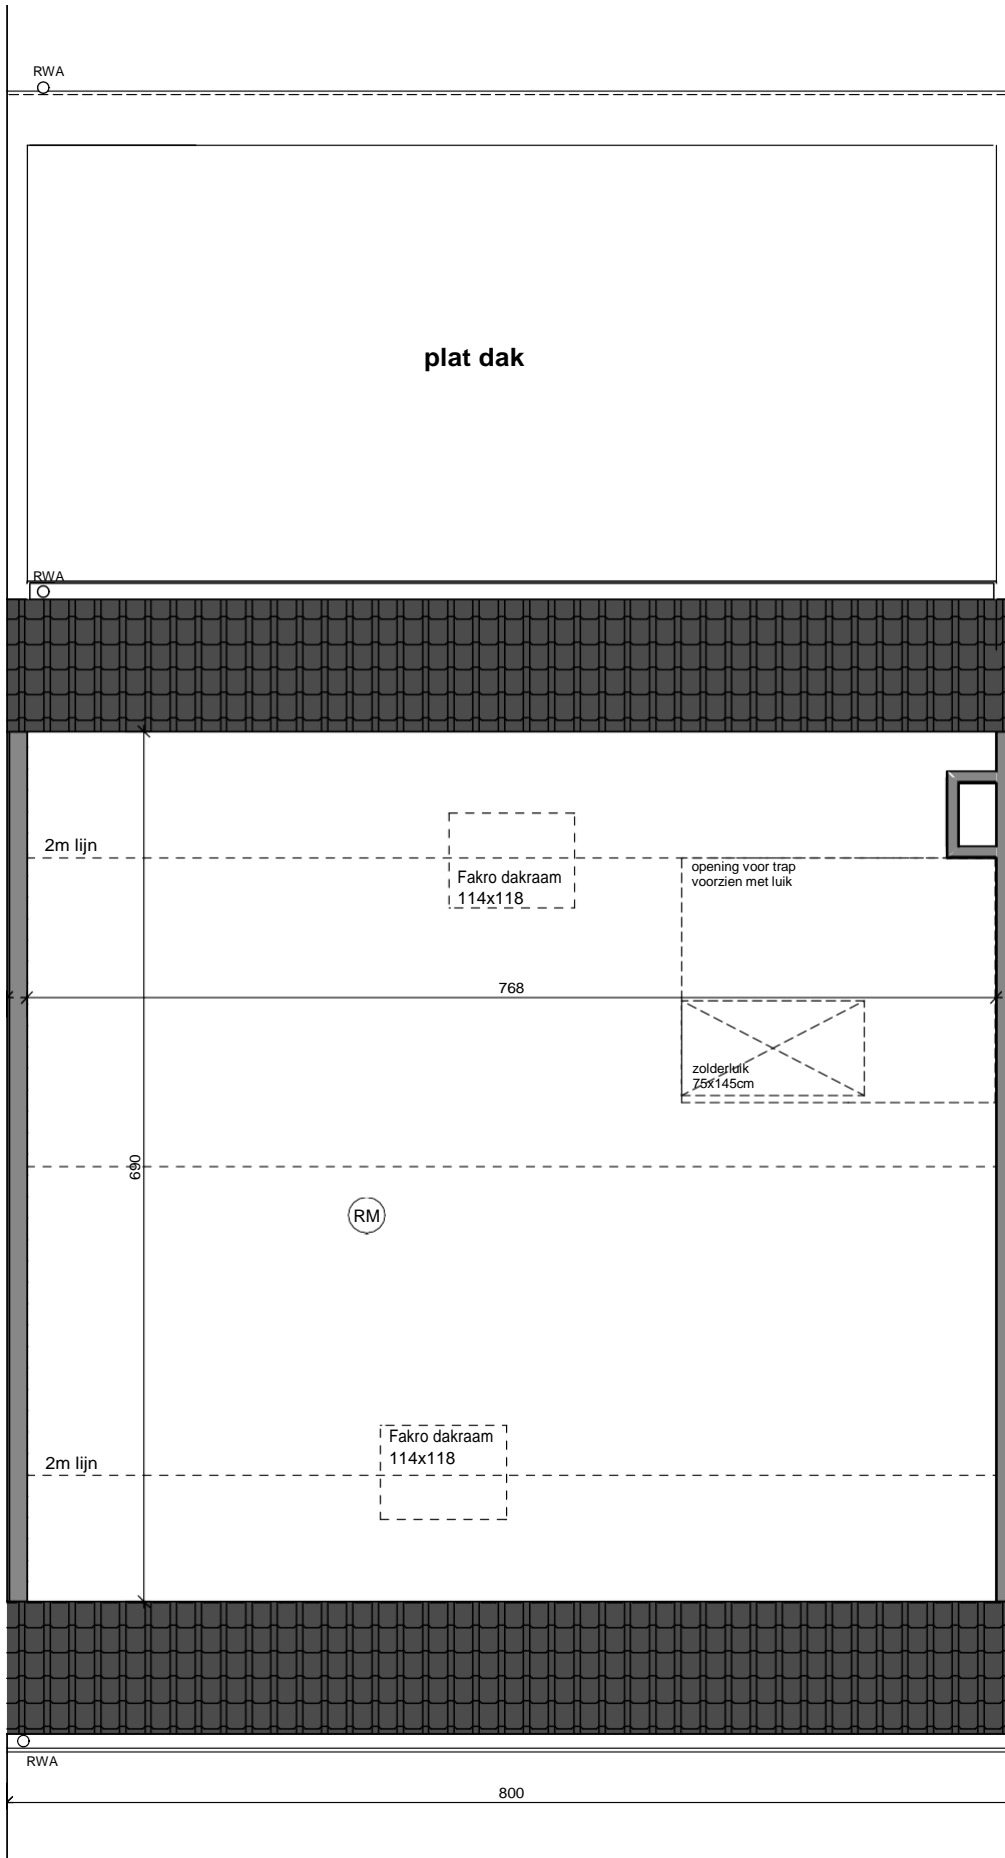 RWA
plat dak
RWA
2m lijn
Fakro dakraam
114x118
opening voor trap
voorzien met luik
768
zolderluik
75x145cm
690
RM
Fakro dakraam
114x118
2m lijn
RWA
800